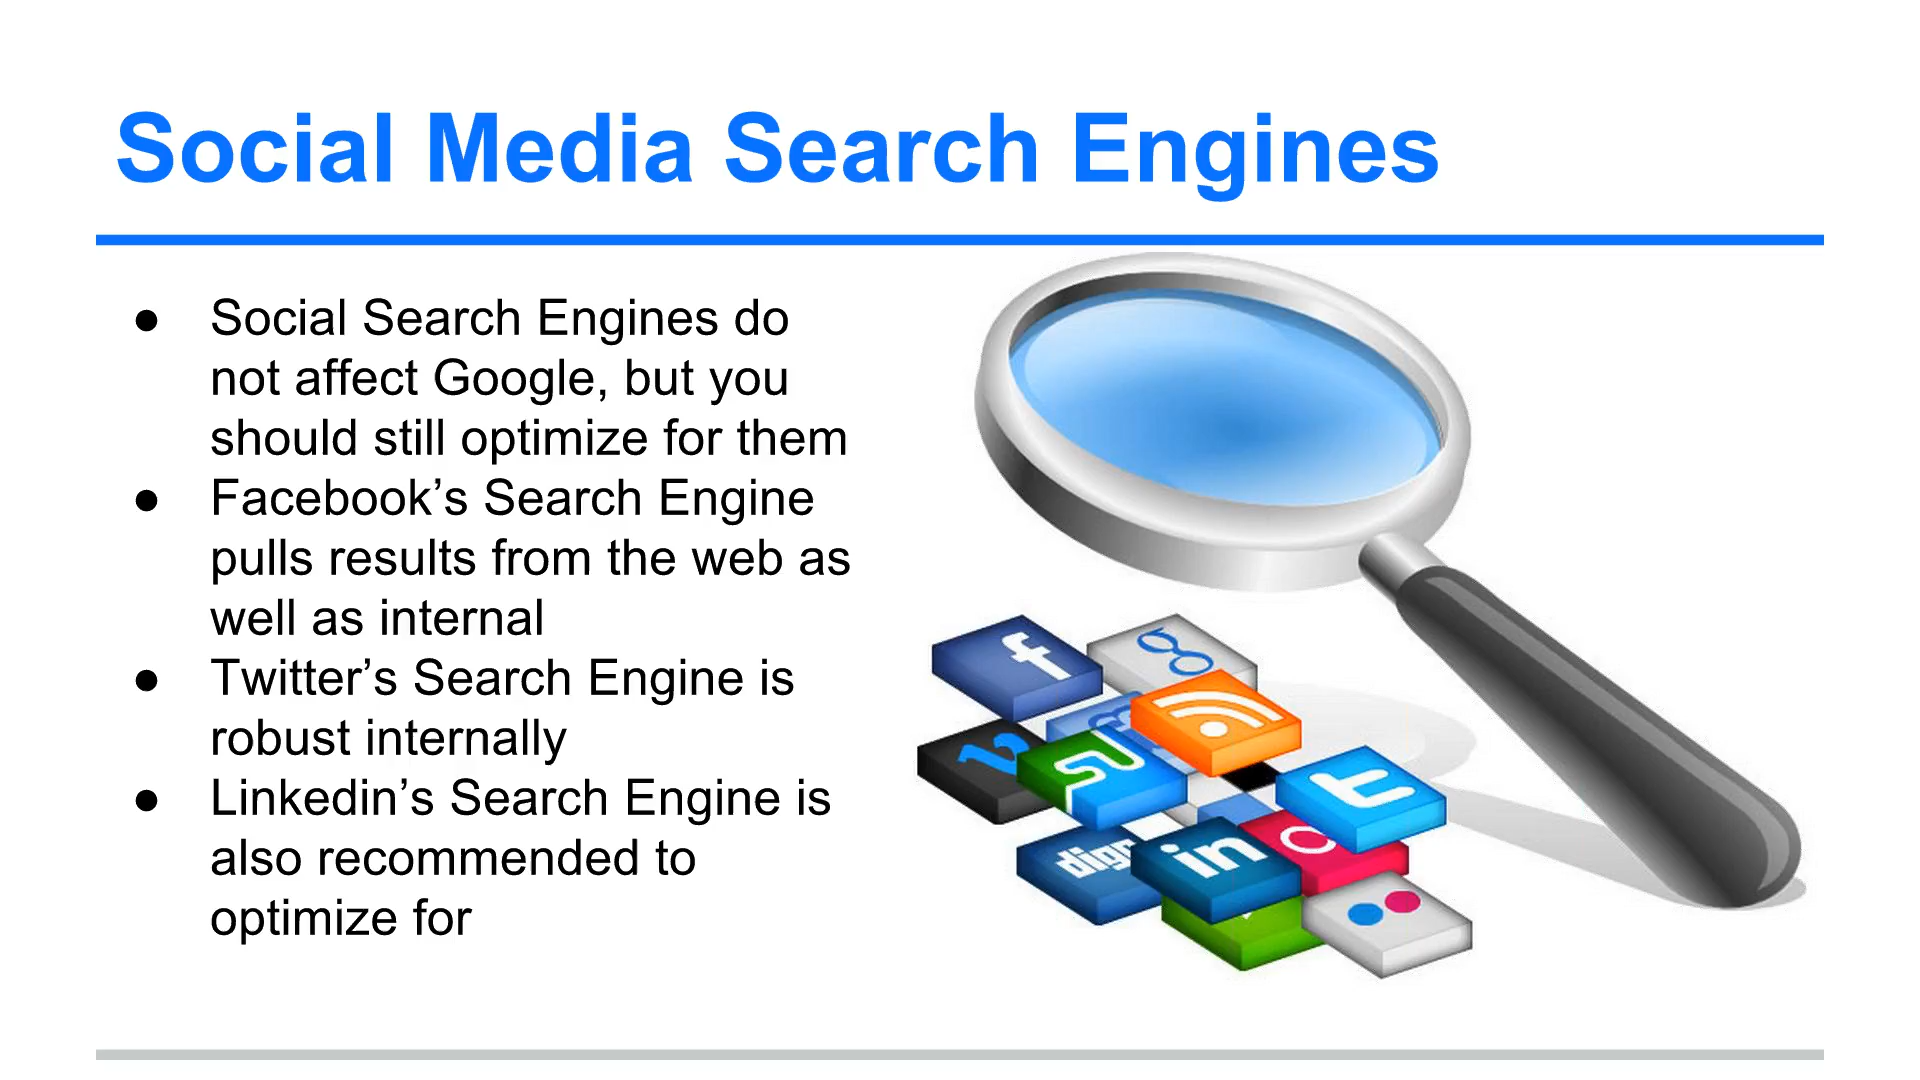 Social Media Search Engines
● Social Search Engines do
not affect Google, but you
should still optimize for them
● Facebook’s Search Engine
pulls results from the web as
well as internal
● Twitter’s Search Engine is
robust internally
● Linkedin’s Search Engine is
also recommended to
optimize for
f
g
t
digg
in